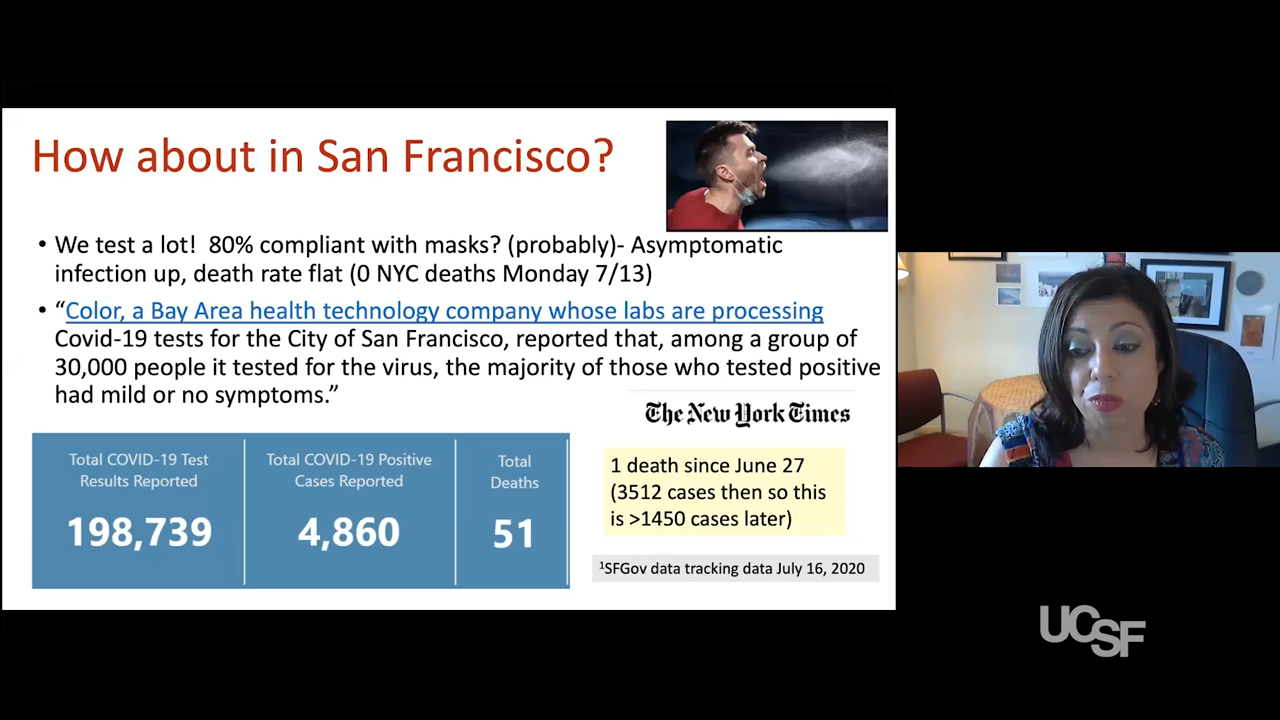 How about in San Francisco?
• We test a lot!  80% compliant with masks? (probably)- Asymptomatic
infection up, death rate flat (0 NYC deaths Monday 7/13)
• “Color, a Bay Area health technology company whose labs are processing
Covid-19 tests for the City of San Francisco, reported that, among a group of
30,000 people it tested for the virus, the majority of those who tested positive
had mild or no symptoms.”
The New York Times
Total COVID-19 Test
Results Reported
198,739
Total COVID-19 Positive
Cases Reported
4,860
Total
Deaths
51
1 death since June 27
(3512 cases then so this
is >1450 cases later)
¹SFGov data tracking data July 16, 2020
UCSF